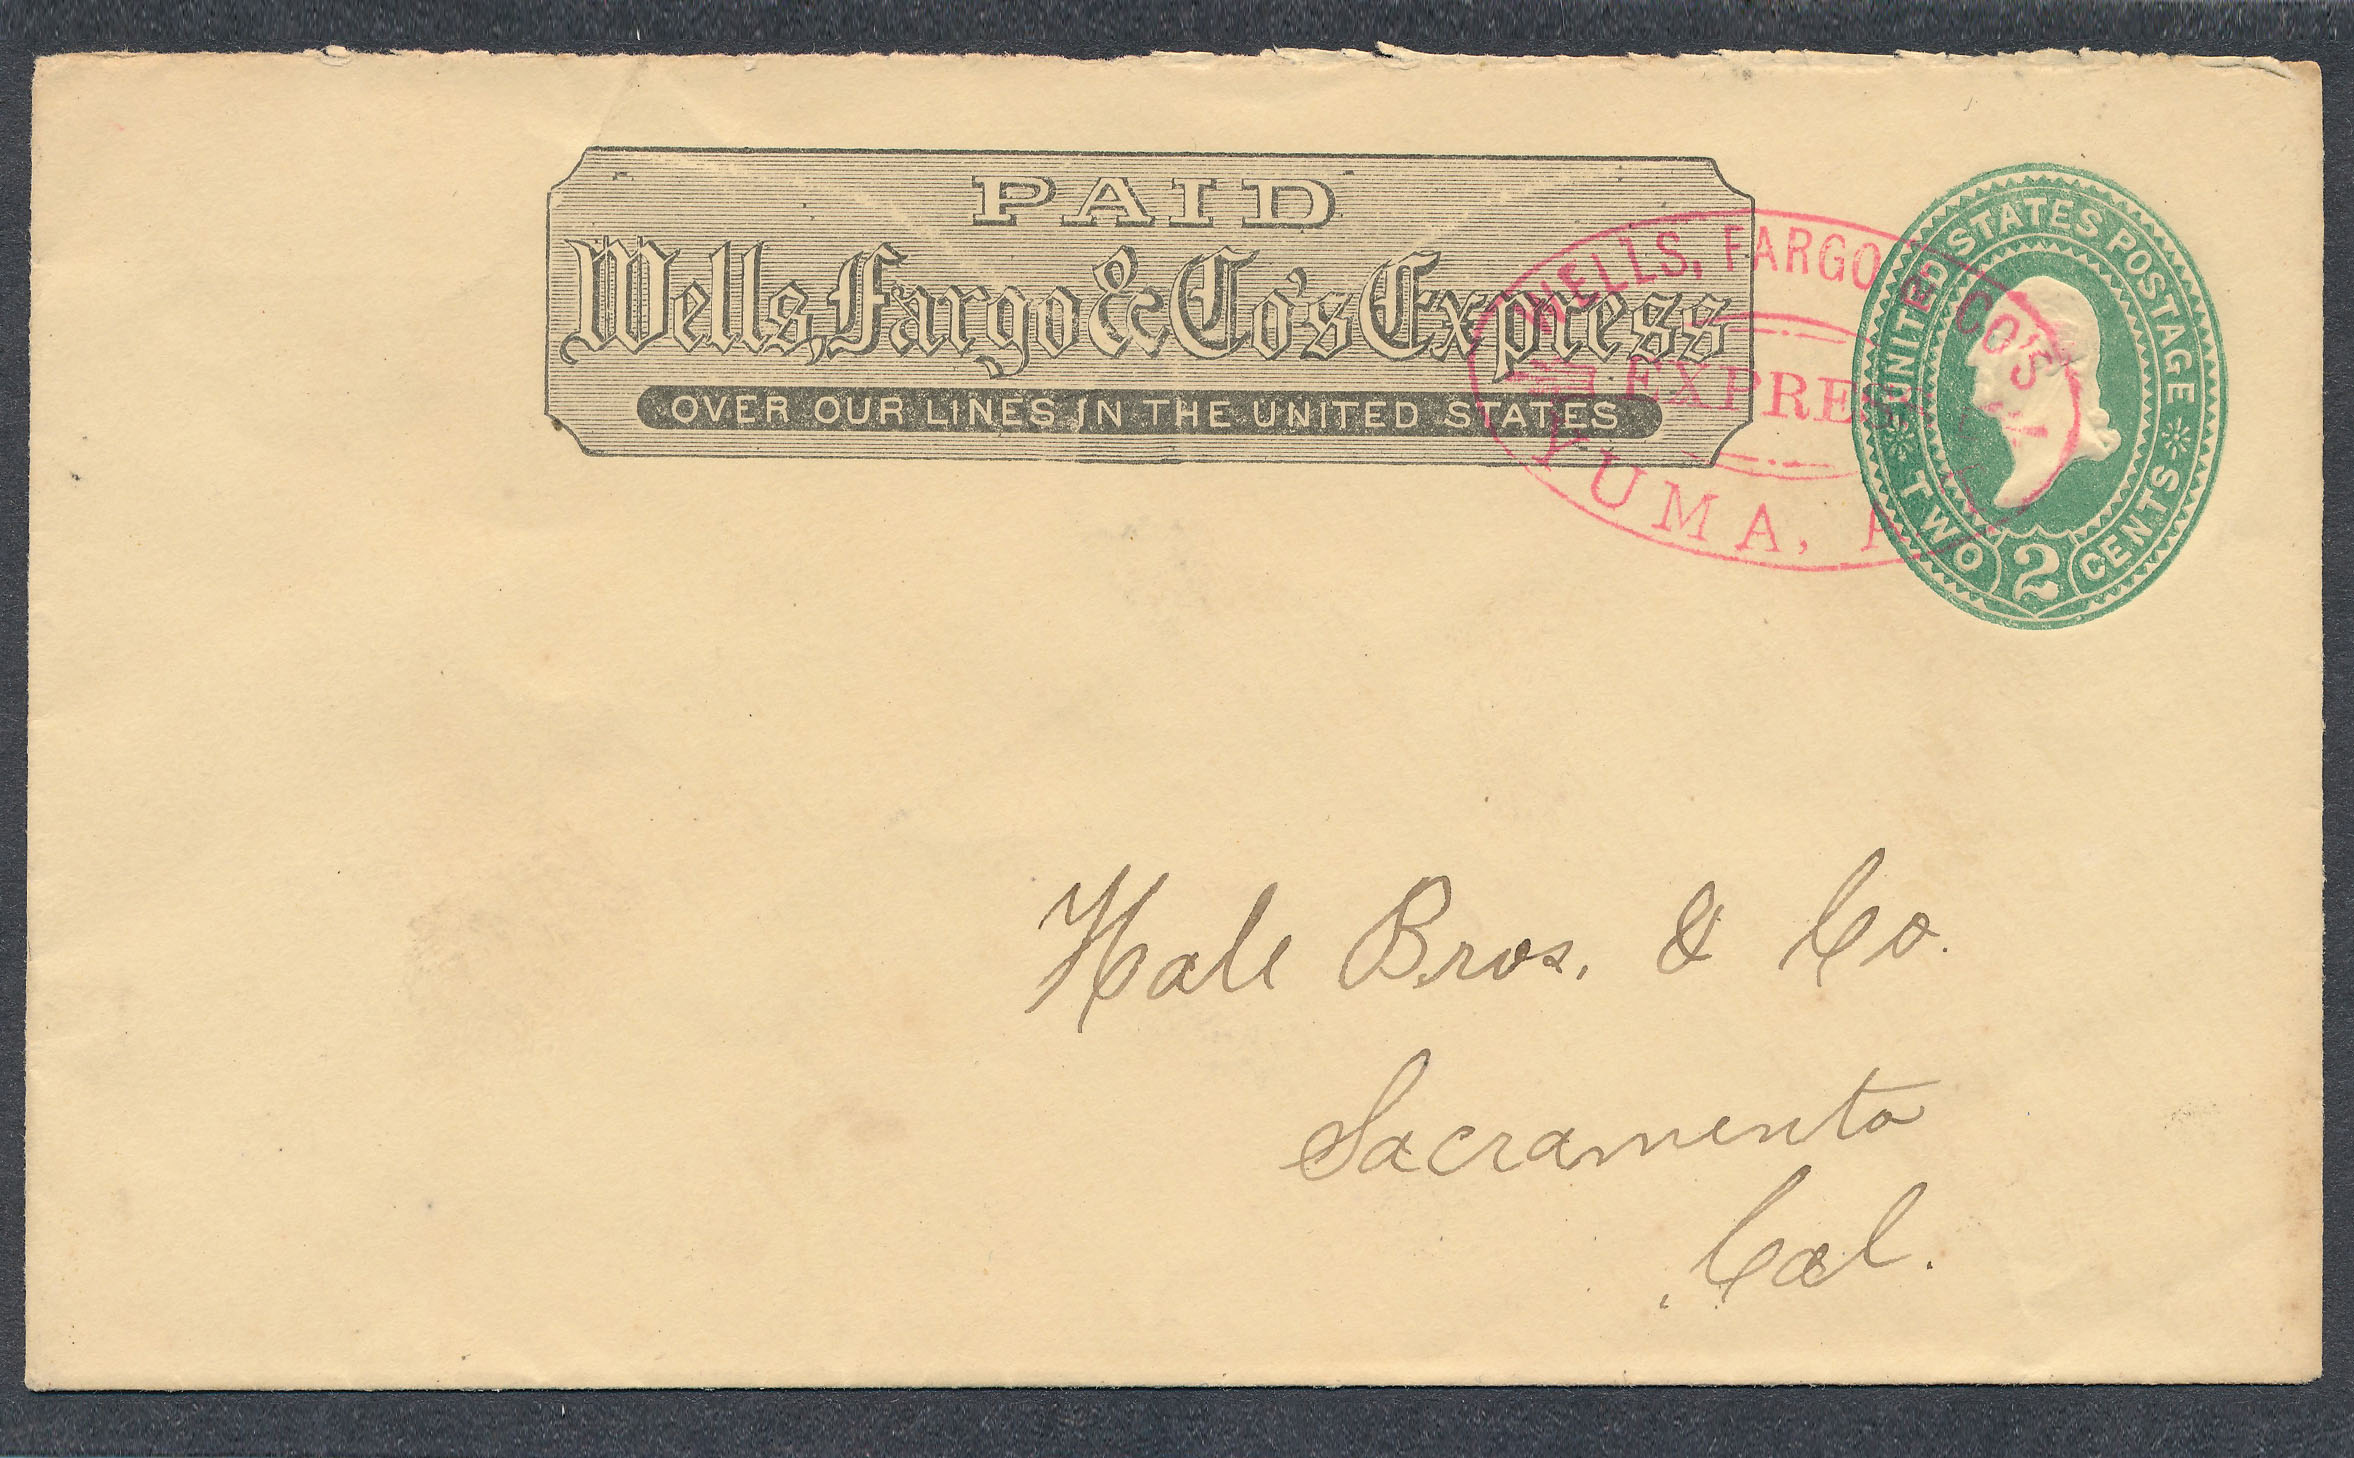 PAID
Wells, Fargo & Co's Express
OVER OUR LINES IN THE UNITED STATES
WELLS, FARGO & CO'S
EXPRESS
YUMA, A
UNITED STATES POSTAGE
TWO 2 CENTS
Hale Bros. & Co.
Sacramento
Cal.